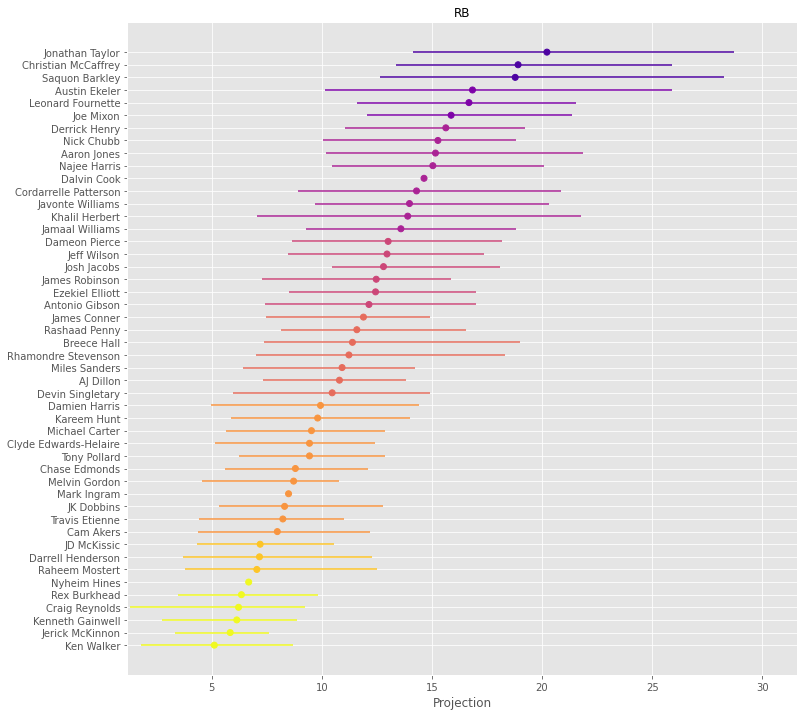 RB
Jonathan Taylor
Christian McCaffrey
Saquon Barkley
Austin Ekeler
Leonard Fournette
Joe Mixon
Derrick Henry
Nick Chubb
Aaron Jones
Najee Harris
Dalvin Cook
Cordarrelle Patterson
Javonte Williams
Khalil Herbert
Jamaal Williams
Dameon Pierce
Jeff Wilson
Josh Jacobs
James Robinson
Ezekiel Elliott
Antonio Gibson
James Conner
Rashaad Penny
Breece Hall
Rhamondre Stevenson
Miles Sanders
AJ Dillon
Devin Singletary
Damien Harris
Kareem Hunt
Michael Carter
Clyde Edwards-Helaire
Tony Pollard
Chase Edmonds
Melvin Gordon
Mark Ingram
JK Dobbins
Travis Etienne
Cam Akers
JD McKissic
Darrell Henderson
Raheem Mostert
Nyheim Hines
Rex Burkhead
Craig Reynolds
Kenneth Gainwell
Jerick McKinnon
Ken Walker
5 10 15 20 25 30
Projection